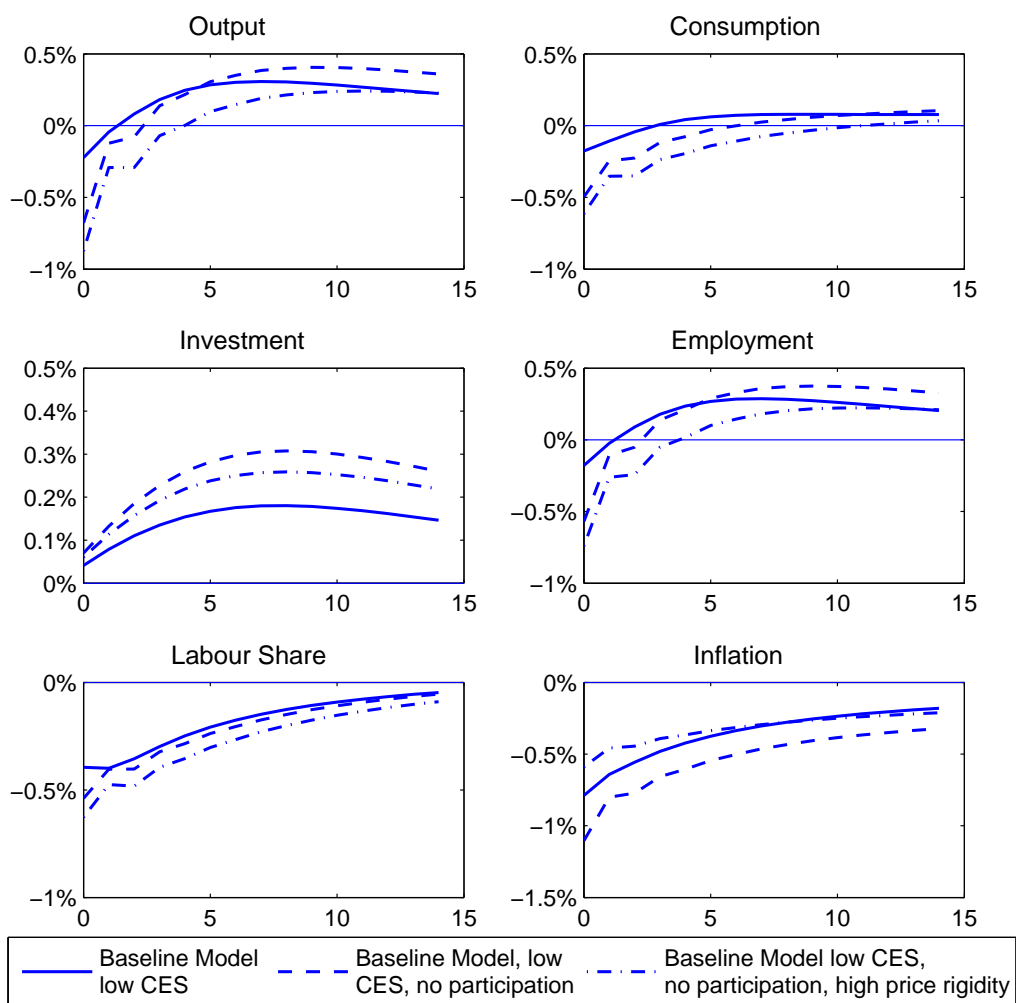 Output
0.5%
0%
−0.5%
−1%
0 5 10 15
Consumption
0.5%
0%
−0.5%
−1%
0 5 10 15
Investment
0.5%
0.4%
0.3%
0.2%
0.1%
0%
0 5 10 15
Employment
0.5%
0%
−0.5%
−1%
0 5 10 15
Labour Share
0%
−0.5%
−1%
0 5 10 15
Inflation
0%
−0.5%
−1%
−1.5%
0 5 10 15
Baseline Model
low CES
Baseline Model, low
CES, no participation
Baseline Model low CES,
no participation, high price rigidity